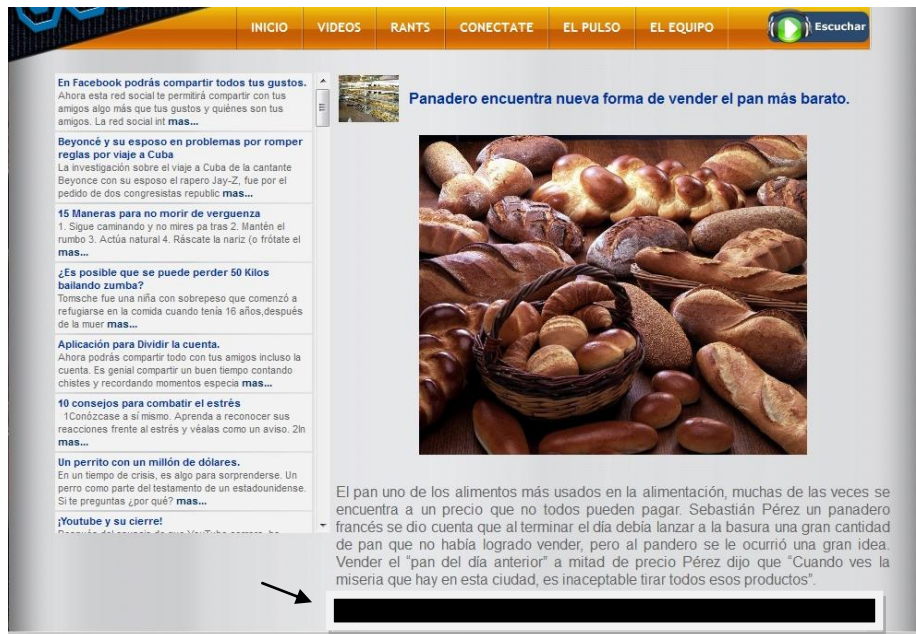 INICIO VIDEOS RANTS CONECTATE EL PULSO EL EQUIPO Escuchar
En Facebook podrás compartir todos tus gustos.
Ahora esta red social te permitirá compartir con tus
amigos algo más que tus gustos y quiénes son tus
amigos. La red social int mas...
Beyoncé y su esposo en problemas por romper
reglas por viaje a Cuba
La investigación sobre el viaje a Cuba de la cantante
Beyonce con su esposo el rapero Jay-Z, fue por el
pedido de dos congresistas republic mas...
15 Maneras para no morir de verguenza
1. Sigue caminando y no mires pa tras 2. Mantén el
rumbo 3. Actúa natural 4. Ráscate la nariz (o frótate el
mas...
¿Es posible que se puede perder 50 Kilos
bailando zumba?
Tomsche fue una niña con sobrepeso que comenzó a
refugiarse en la comida cuando tenía 16 años,después
de la muer mas...
Aplicación para Dividir la cuenta.
Ahora podrás compartir todo con tus amigos incluso la
cuenta. Es genial compartir un buen tiempo contando
chistes y recordando momentos especia mas...
10 consejos para combatir el estrés
1Conózcase a sí mismo. Aprenda a reconocer sus
reacciones frente al estrés y véalas como un aviso. 2In
mas...
Un perrito con un millón de dólares.
En un tiempo de crisis, es algo para sorprenderse. Un
perro como parte del testamento de un estadounidense.
Si te preguntas ¿por qué? mas...
¡Youtube y su cierre!
Panadero encuentra nueva forma de vender el pan más barato.
El pan uno de los alimentos más usados en la alimentación, muchas de las veces se
encuentra a un precio que no todos pueden pagar. Sebastián Pérez un panadero
francés se dio cuenta que al terminar el día debía lanzar a la basura una gran cantidad
de pan que no había logrado vender, pero al pandero se le ocurrió una gran idea.
Vender el "pan del día anterior" a mitad de precio Pérez dijo que "Cuando ves la
miseria que hay en esta ciudad, es inaceptable tirar todos esos productos".